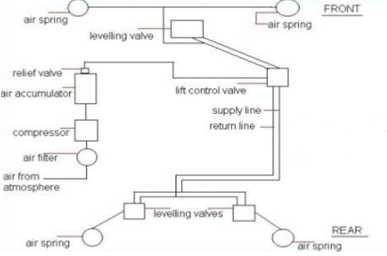 FRONT
air spring
air spring
levelling valve
relief valve
air accumulator
lift control valve
supply line
return line
compressor
air filter
air from
atmosphere
levelling valves
REAR
air spring
air spring